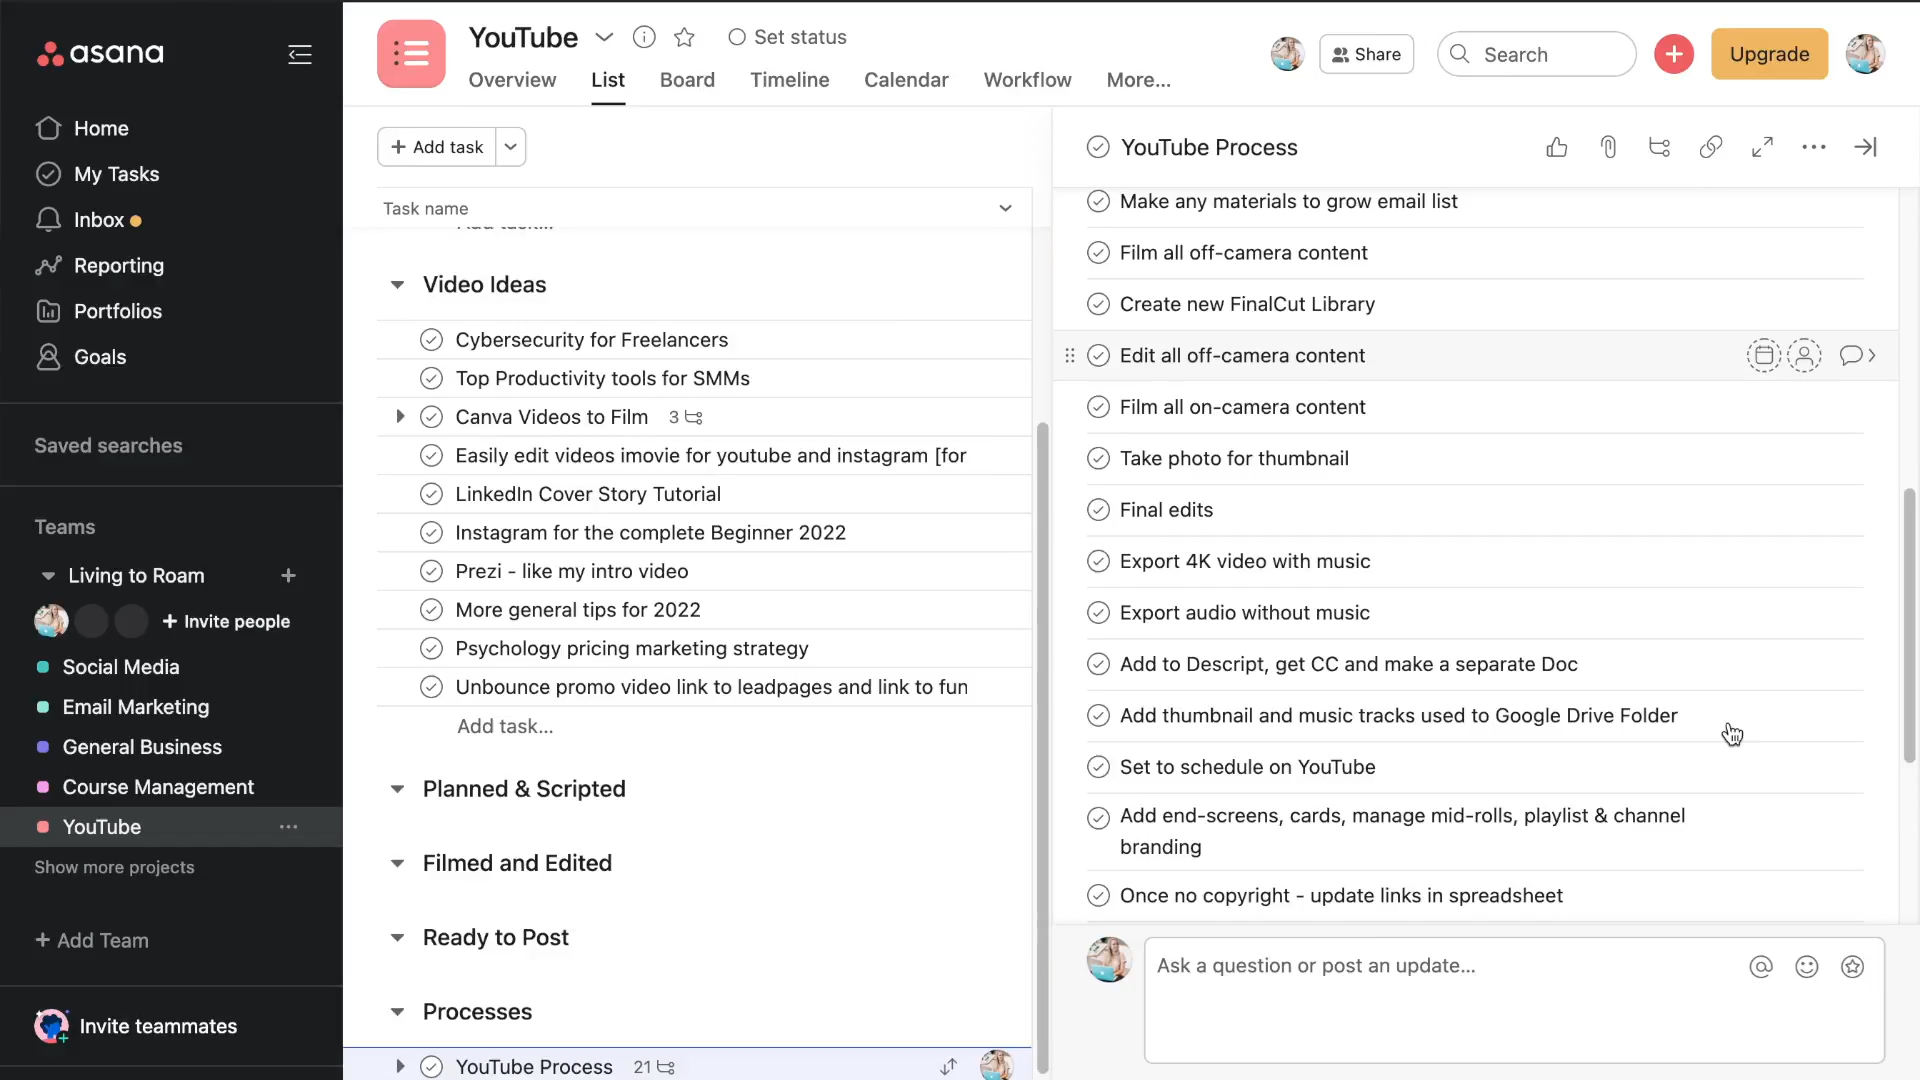 asana
Home
My Tasks
Inbox
Reporting
Portfolios
Goals
Saved searches
Teams
Living to Roam
+ Invite people
Social Media
Email Marketing
General Business
Course Management
YouTube
Show more projects
+ Add Team
Invite teammates
YouTube
Set status
Overview
List
Board
Timeline
Calendar
Workflow
More...
Share
Search
Upgrade
+ Add task
Task name
Add task...
Video Ideas
Cybersecurity for Freelancers
Top Productivity tools for SMMs
Canva Videos to Film 3
Easily edit videos imovie for youtube and instagram [for
LinkedIn Cover Story Tutorial
Instagram for the complete Beginner 2022
Prezi - like my intro video
More general tips for 2022
Psychology pricing marketing strategy
Unbounce promo video link to leadpages and link to fun
Add task...
Planned & Scripted
Filmed and Edited
Ready to Post
Processes
YouTube Process 21
YouTube Process
Make any materials to grow email list
Film all off-camera content
Create new FinalCut Library
Edit all off-camera content
Film all on-camera content
Take photo for thumbnail
Final edits
Export 4K video with music
Export audio without music
Add to Descript, get CC and make a separate Doc
Add thumbnail and music tracks used to Google Drive Folder
Set to schedule on YouTube
Add end-screens, cards, manage mid-rolls, playlist & channel
branding
Once no copyright - update links in spreadsheet
Ask a question or post an update...